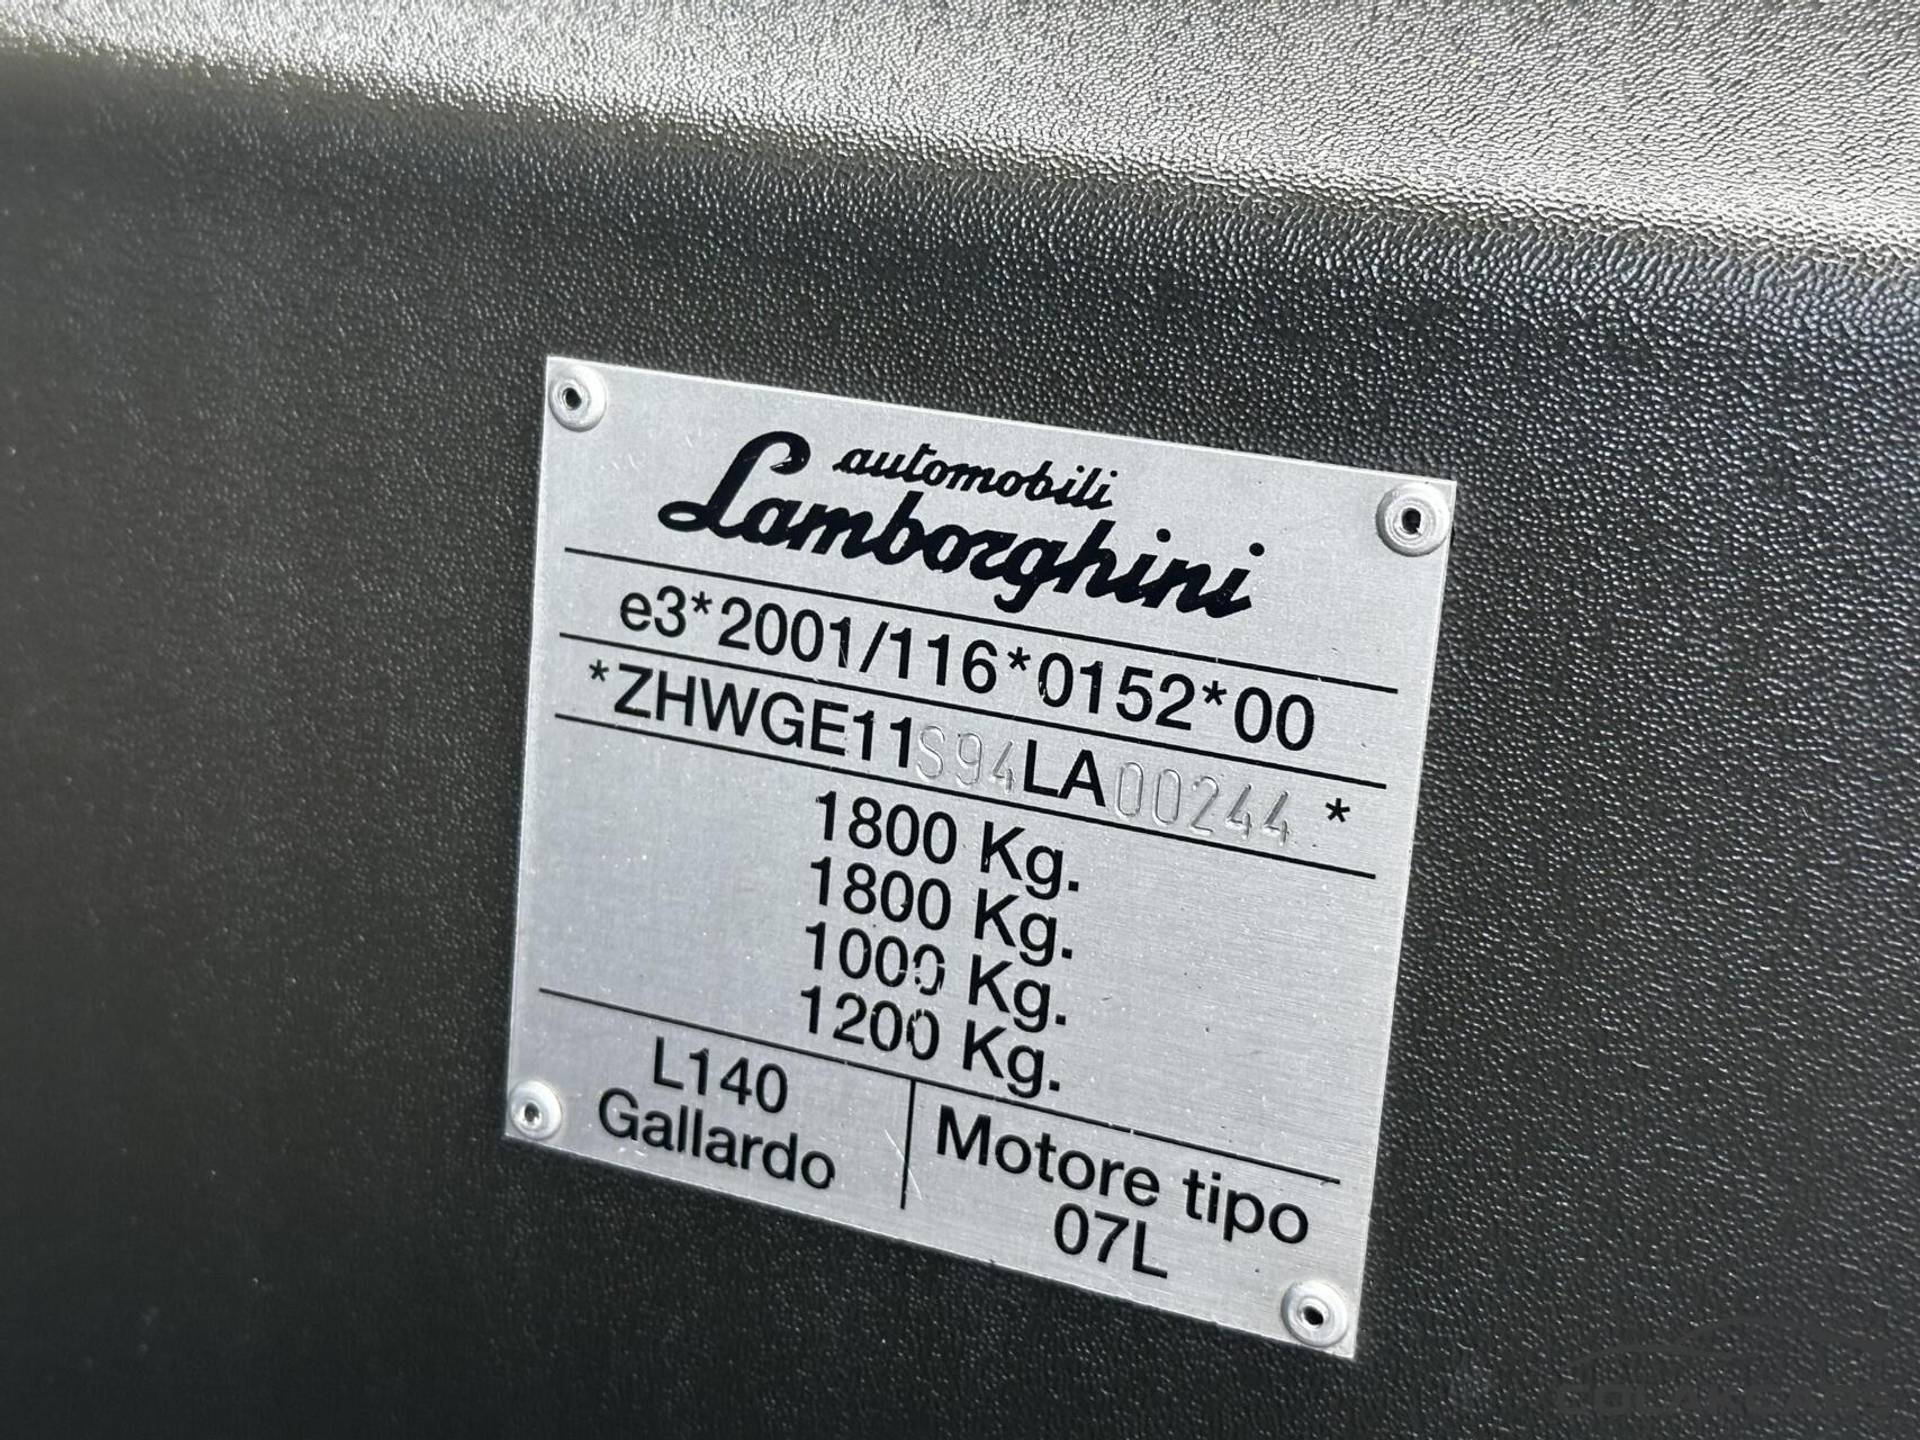 automobili
Lamborghini
e3*2001/116*0152*00
*ZHWGE11S94LA00244*
1800 Kg.
1800 Kg.
1000 Kg.
1200 Kg.
L140
Gallardo
Motore tipo
07L
COLAKCARS